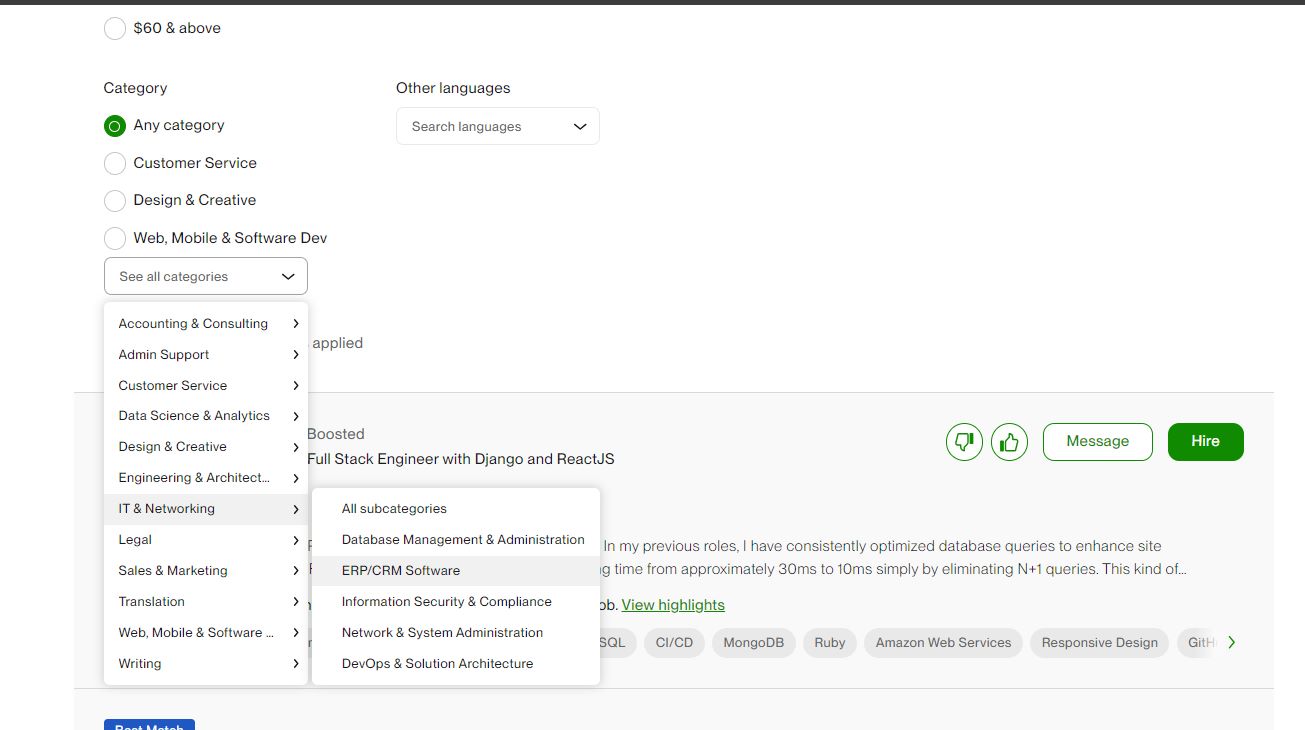 $60 & above
Category
Other languages
Any category
Search languages
Customer Service
Design & Creative
Web, Mobile & Software Dev
See all categories
Accounting & Consulting
applied
Admin Support
Customer Service
Data Science & Analytics
Design & Creative
Engineering & Architect...
IT & Networking
Legal
Sales & Marketing
Translation
Web, Mobile & Software ...
Writing
All subcategories
Database Management & Administration
ERP/CRM Software
Information Security & Compliance
Network & System Administration
DevOps & Solution Architecture
Boosted
Full Stack Engineer with Django and ReactJS
Message
Hire
In my previous roles, I have consistently optimized database queries to enhance site
time from approximately 30ms to 10ms simply by eliminating N+1 queries. This kind of...
View highlights
SQL
CI/CD
MongoDB
Ruby
Amazon Web Services
Responsive Design
Best Match